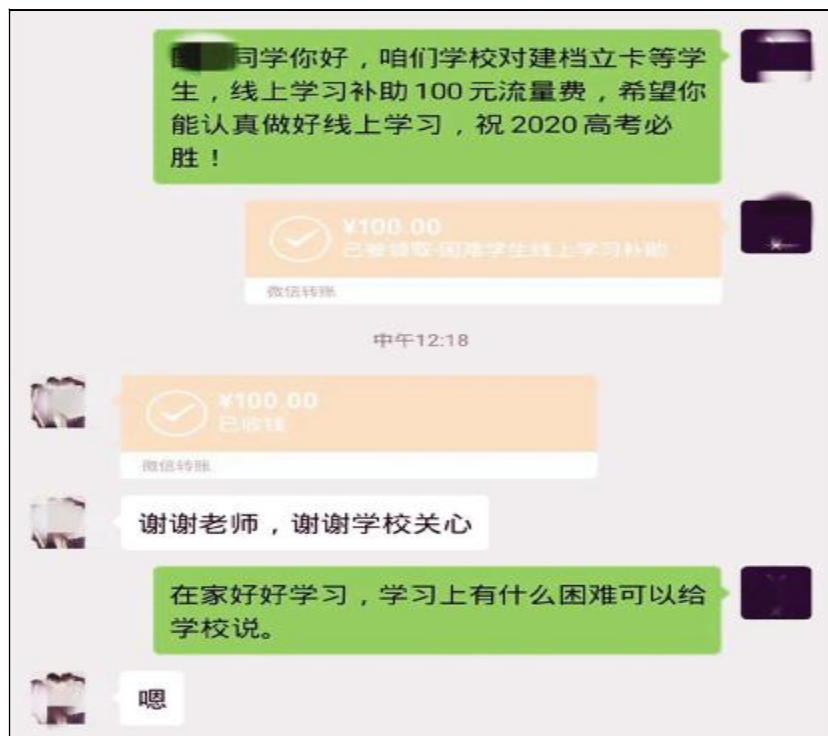 同学你好，咱们学校对建档立卡等学
生，线上学习补助100元流量费，希望你
能认真做好线上学习，祝2020高考必
胜！
¥100.00
已被领取-困难学生线上学习补助
微信转账
中午12:18
¥100.00
已收钱
微信转账
谢谢老师，谢谢学校关心
在家好好学习，学习上有什么困难可以给
学校说。
嗯